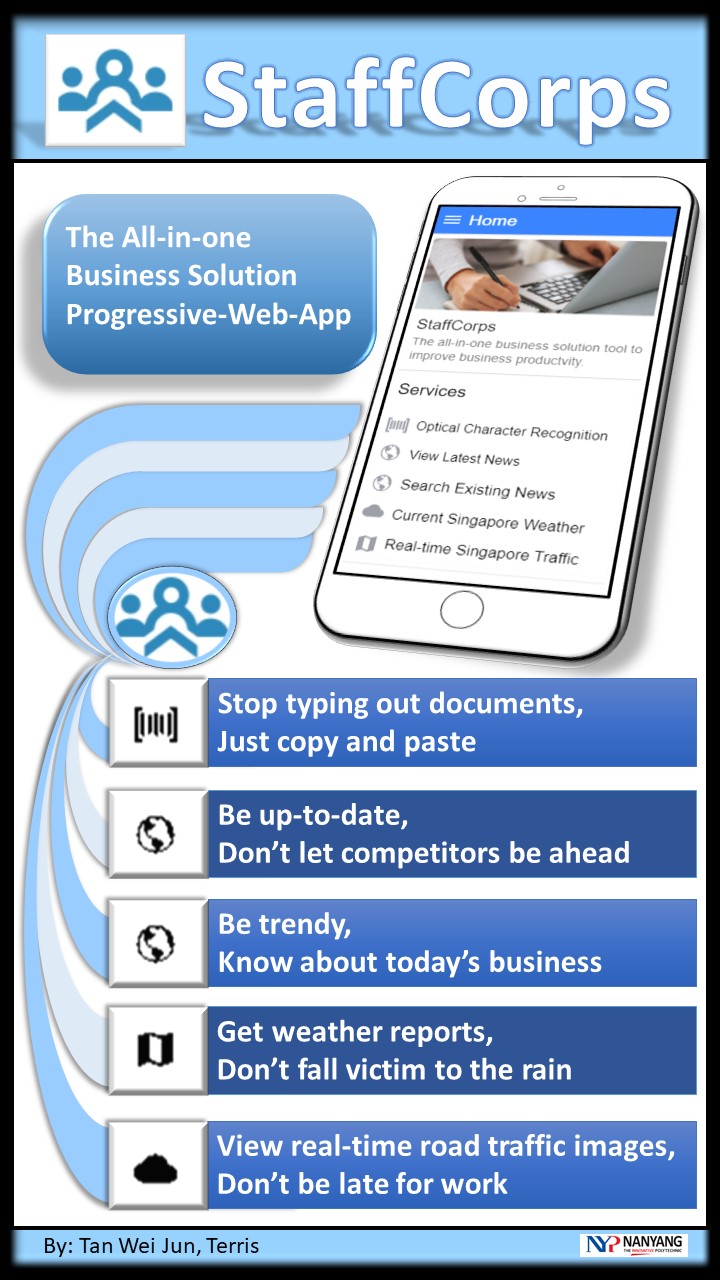 StaffCorps
The All-in-one
Business Solution
Progressive-Web-App
Home
StaffCorps
The all-in-one business solution tool to
improve business productvity.
Services
Optical Character Recognition
View Latest News
Search Existing News
Current Singapore Weather
Real-time Singapore Traffic
Stop typing out documents,
Just copy and paste
Be up-to-date,
Don’t let competitors be ahead
Be trendy,
Know about today’s business
Get weather reports,
Don’t fall victim to the rain
View real-time road traffic images,
Don’t be late for work
By: Tan Wei Jun, Terris
NYP NANYANG
THE INNOVATIVE POLYTECHNIC